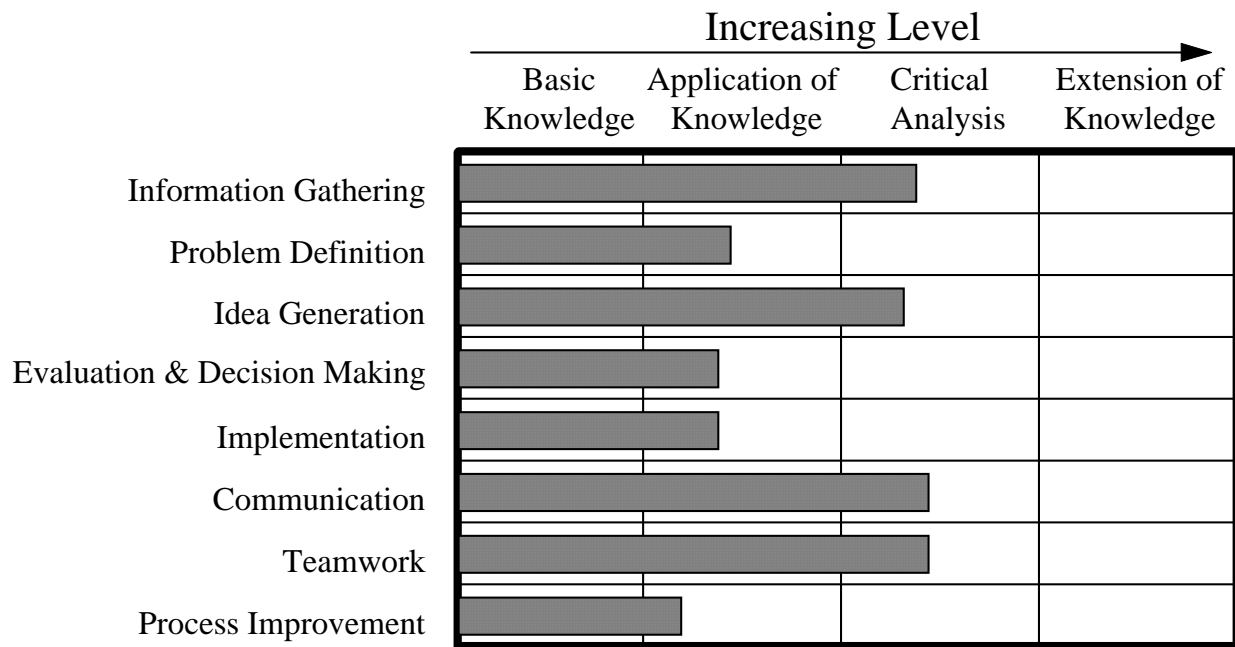 Increasing Level
Basic Knowledge
Application of Knowledge
Critical Analysis
Extension of Knowledge
Information Gathering
Problem Definition
Idea Generation
Evaluation & Decision Making
Implementation
Communication
Teamwork
Process Improvement